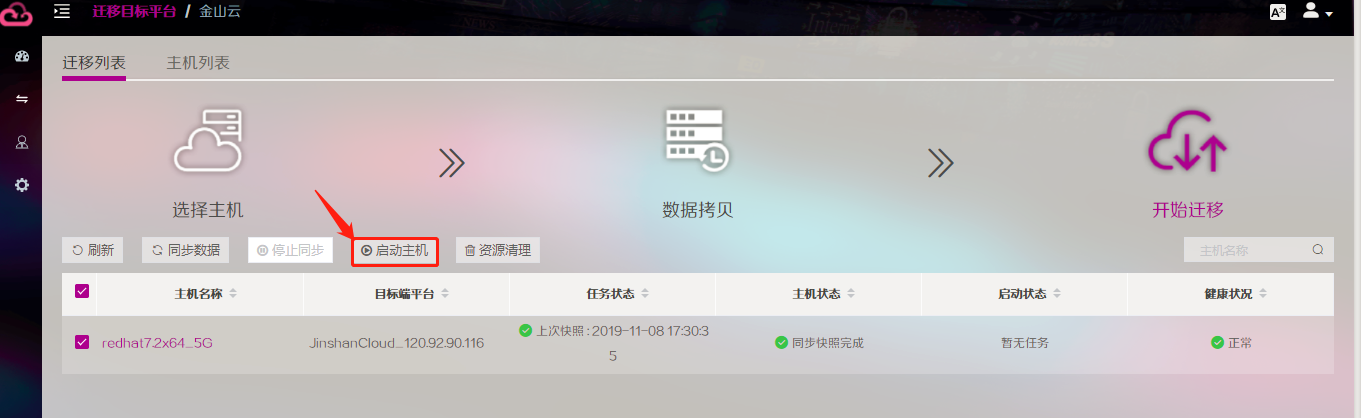 迁移目标平台 / 金山云
迁移列表 主机列表
选择主机 数据拷贝 开始迁移
刷新 同步数据 停止同步 启动主机 资源清理 主机名称
主机名称 目标端平台 任务状态 主机状态 启动状态 健康状况
redhat7.2x64_5G JinshanCloud_120.92.90.116 上次快照 : 2019-11-08 17:30:3 同步快照完成 暂无任务 正常
5